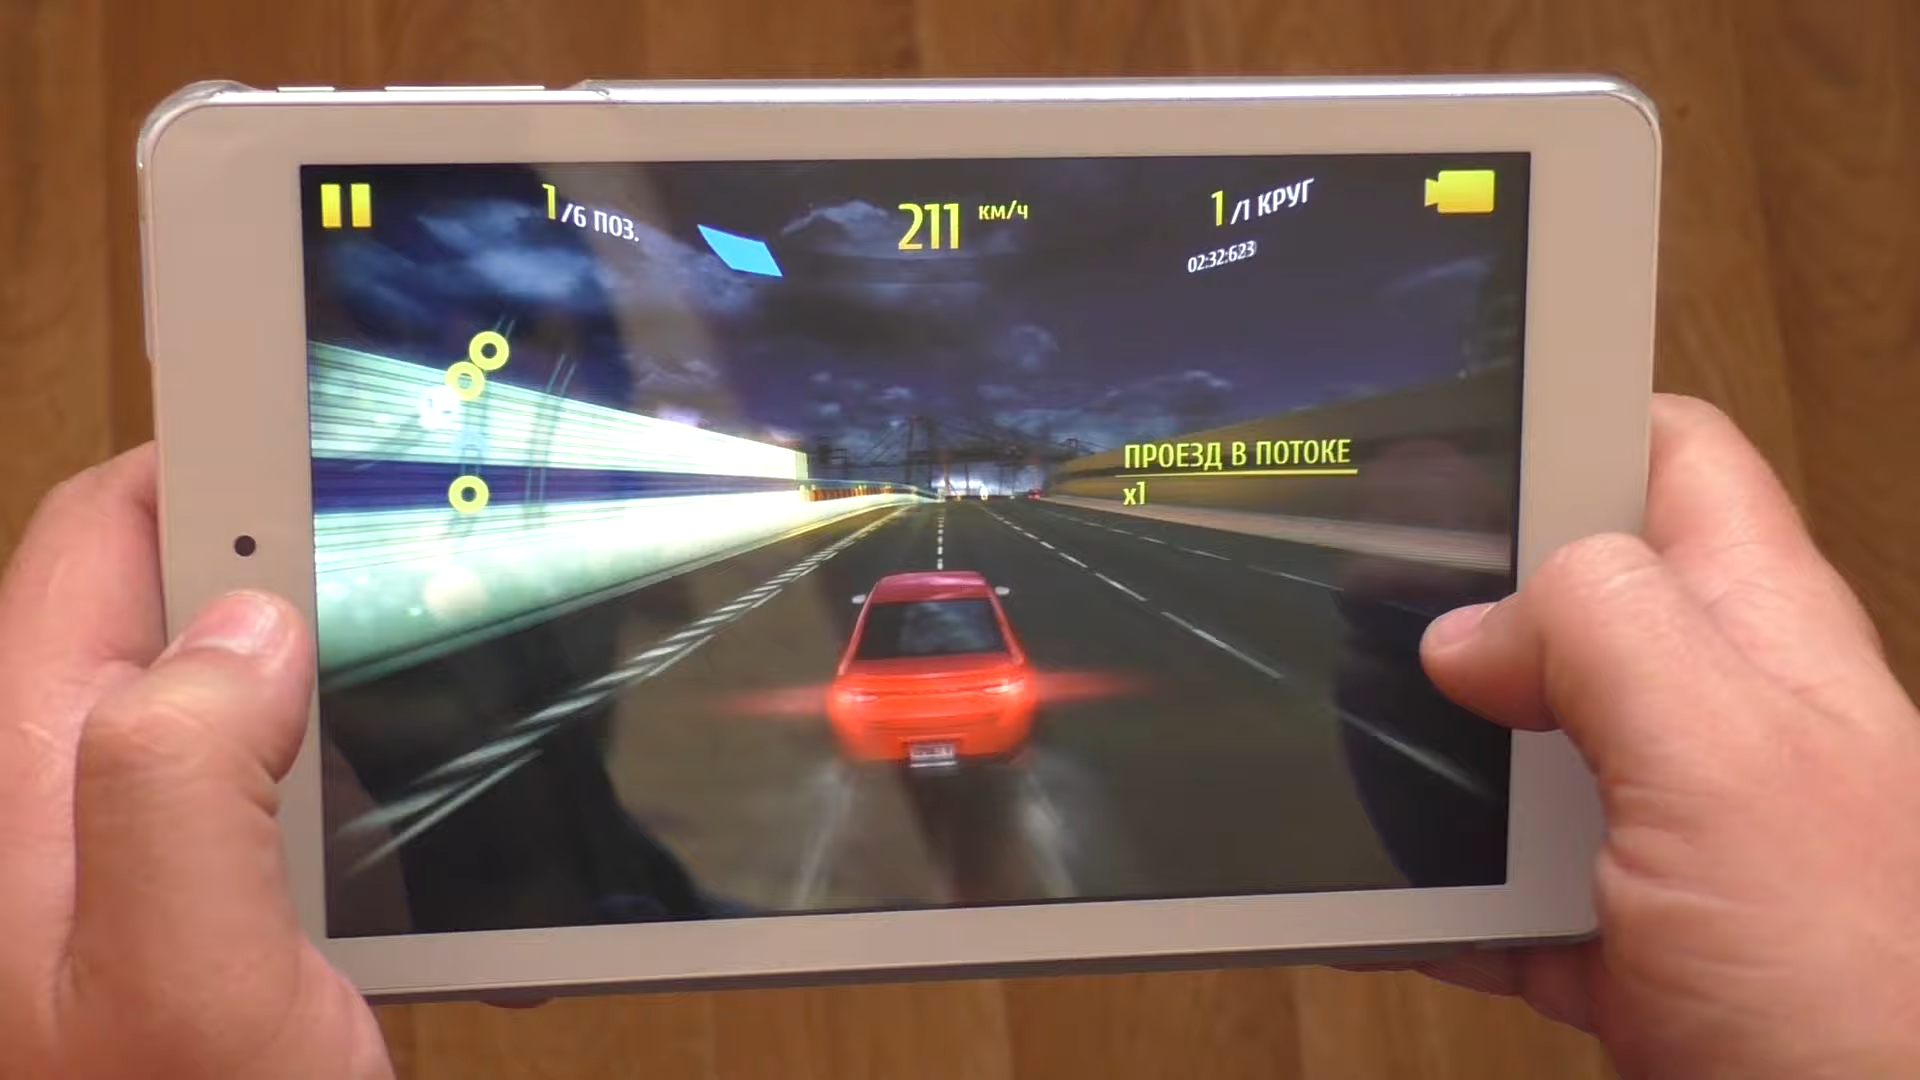 1/6 ПОЗ.
211 КМ/Ч
1/1 КРУГ
02:32:623
ПРОЕЗД В ПОТОКЕ
x1